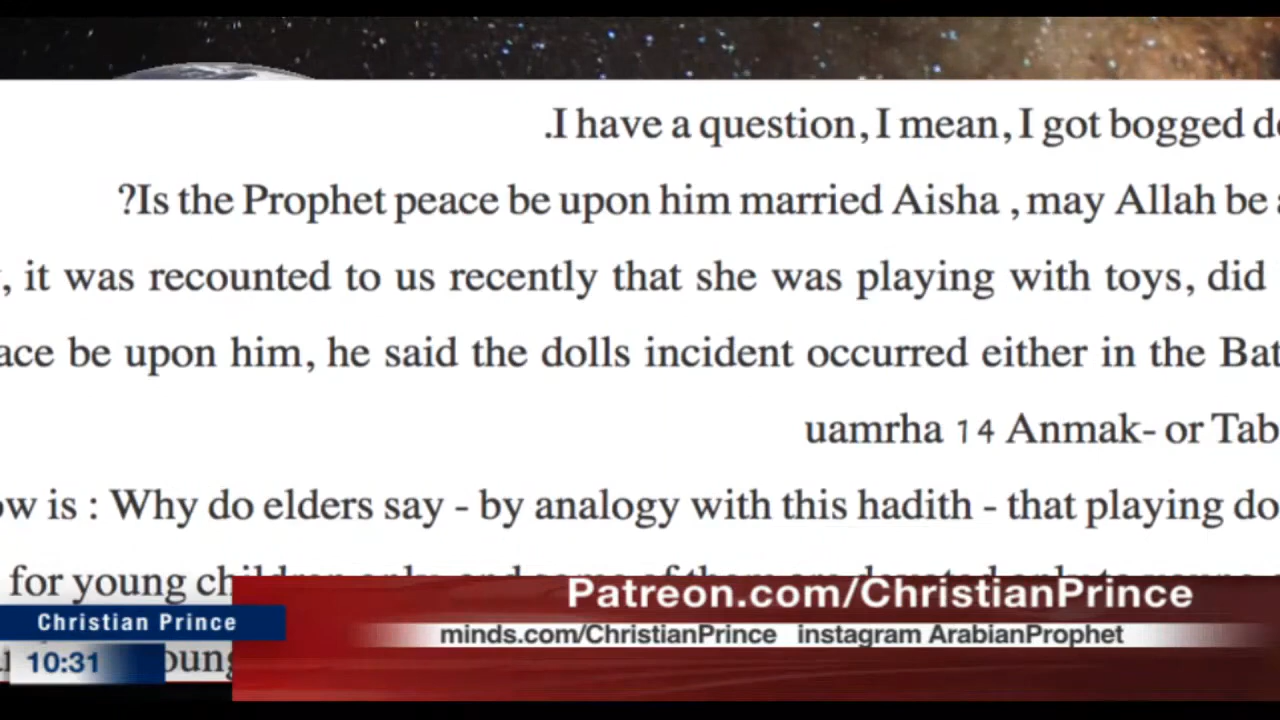 .I have a question, I mean, I got bogged
?Is the Prophet peace be upon him married Aisha , may Allah be
, it was recounted to us recently that she was playing with toys, did
be upon him, he said the dolls incident occurred either in the
uamrha 14 Anmak- or
is : Why do elders say - by analogy with this hadith - that playing
for young
Patreon.com/ChristianPrince
Christian Prince
minds.com/ChristianPrince instagram ArabianProphet
10:31